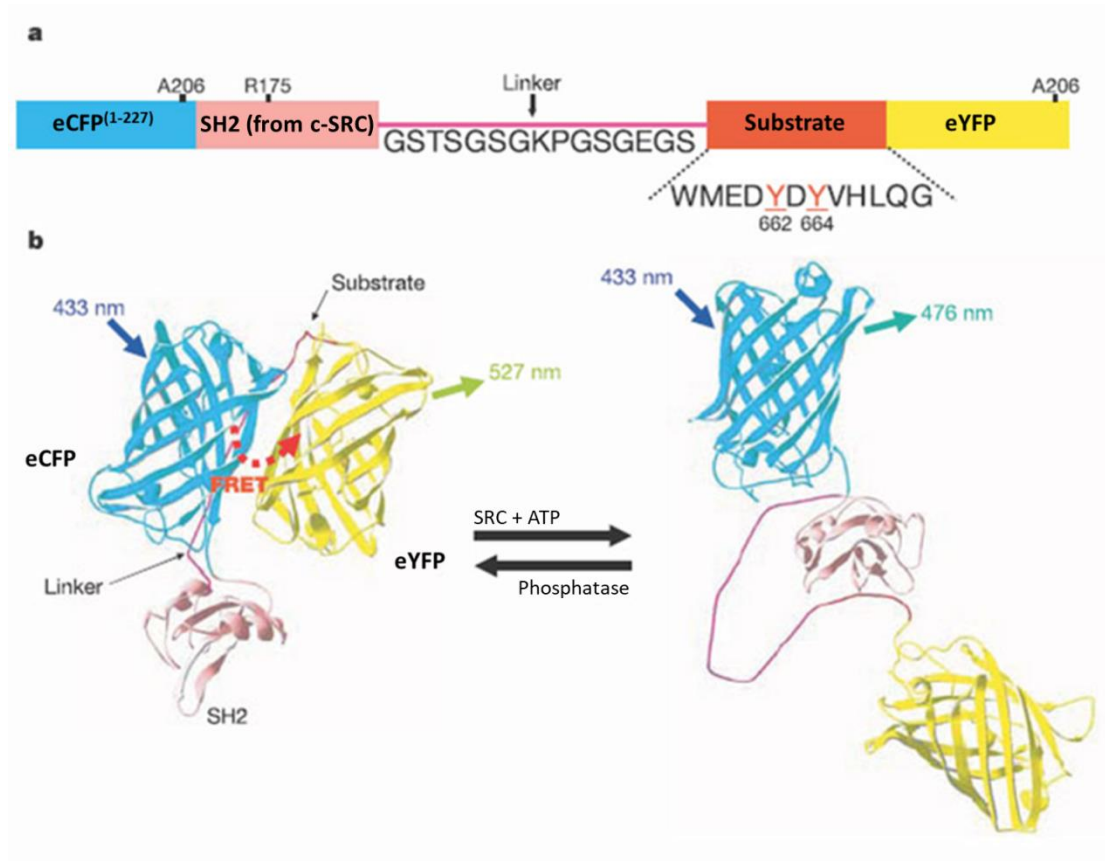 a
A206 R175 Linker A206
eCFP(1-227) SH2 (from c-SRC) Substrate eYFP
GSTSGSGKPGSGEGS
WMEDYDYVHLQG
662 664
b
Substrate
433 nm
527 nm
eCFP
FRET
eYFP
Linker
SH2
SRC + ATP
Phosphatase
433 nm
476 nm